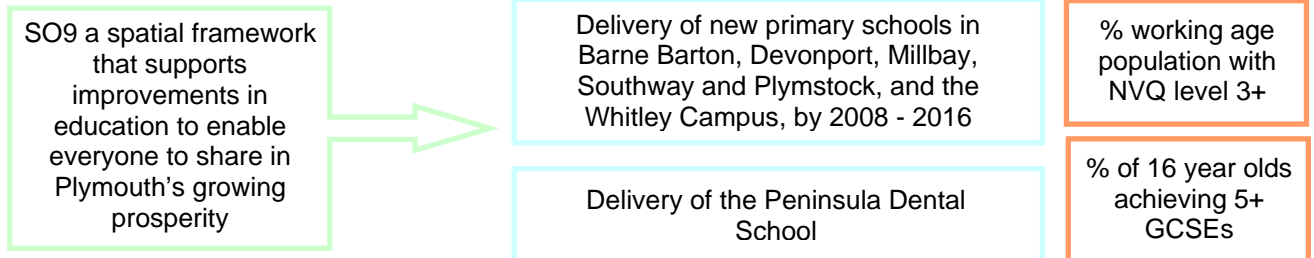 SO9 a spatial framework
that supports
improvements in
education to enable
everyone to share in
Plymouth’s growing
prosperity
Delivery of new primary schools in
Barne Barton, Devonport, Millbay,
Southway and Plymstock, and the
Whitley Campus, by 2008 - 2016
Delivery of the Peninsula Dental
School
% working age
population with
NVQ level 3+
% of 16 year olds
achieving 5+
GCSEs